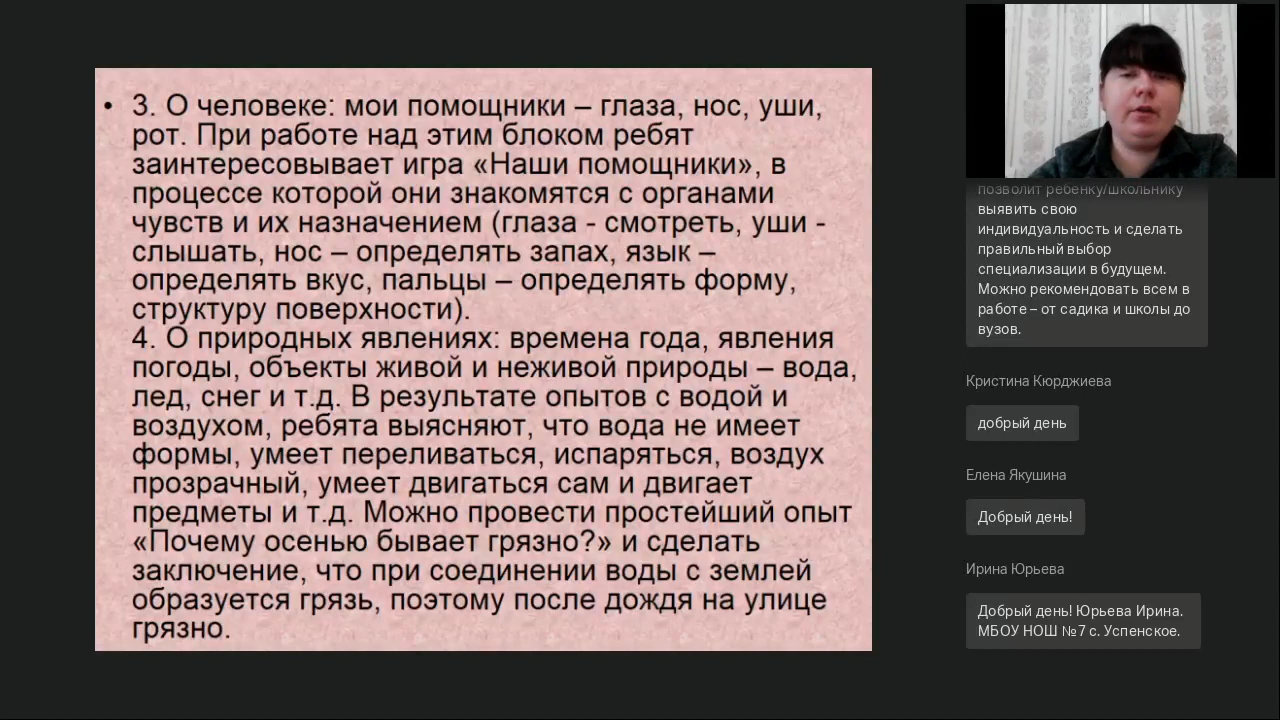 • 3. О человеке: мои помощники – глаза, нос, уши,
рот. При работе над этим блоком ребят
заинтересовывает игра «Наши помощники», в
процессе которой они знакомятся с органами
чувств и их назначением (глаза - смотреть, уши -
слышать, нос – определять запах, язык –
определять вкус, пальцы – определять форму,
структуру поверхности).
4. О природных явлениях: времена года, явления
погоды, объекты живой и неживой природы – вода,
лед, снег и т.д. В результате опытов с водой и
воздухом, ребята выясняют, что вода не имеет
формы, умеет переливаться, испаряться, воздух
прозрачный, умеет двигаться сам и двигает
предметы и т.д. Можно провести простейший опыт
«Почему осенью бывает грязно?» и сделать
заключение, что при соединении воды с землей
образуется грязь, поэтому после дождя на улице
грязно.
позволит ребенку/школьнику
выявить свою
индивидуальность и сделать
правильный выбор
специализации в будущем.
Можно рекомендовать всем в
работе – от садика и школы до
вузов.
Кристина Кюрджиева
добрый день
Елена Якушина
Добрый день!
Ирина Юрьева
Добрый день! Юрьева Ирина.
МБОУ НОШ №7 с. Успенское.